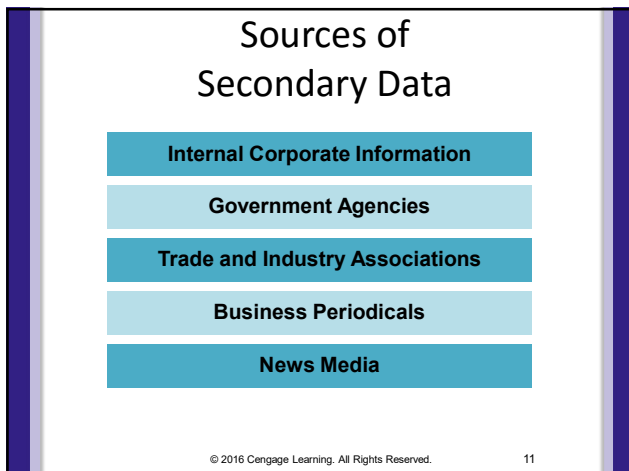 Sources of
Secondary Data
Internal Corporate Information
Government Agencies
Trade and Industry Associations
Business Periodicals
News Media
© 2016 Cengage Learning. All Rights Reserved. 11